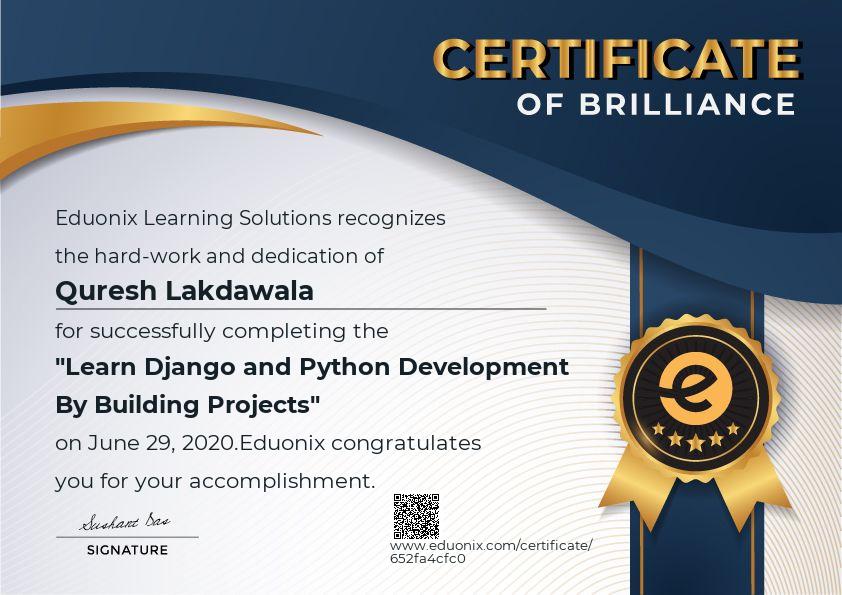 CERTIFICATE
OF BRILLIANCE
Eduonix Learning Solutions recognizes
the hard-work and dedication of
Quresh Lakdawala
for successfully completing the
"Learn Django and Python Development
By Building Projects"
on June 29, 2020.Eduonix congratulates
you for your accomplishment.
Sushant Das
SIGNATURE
www.eduonix.com/certificate/
652fa4cfc0